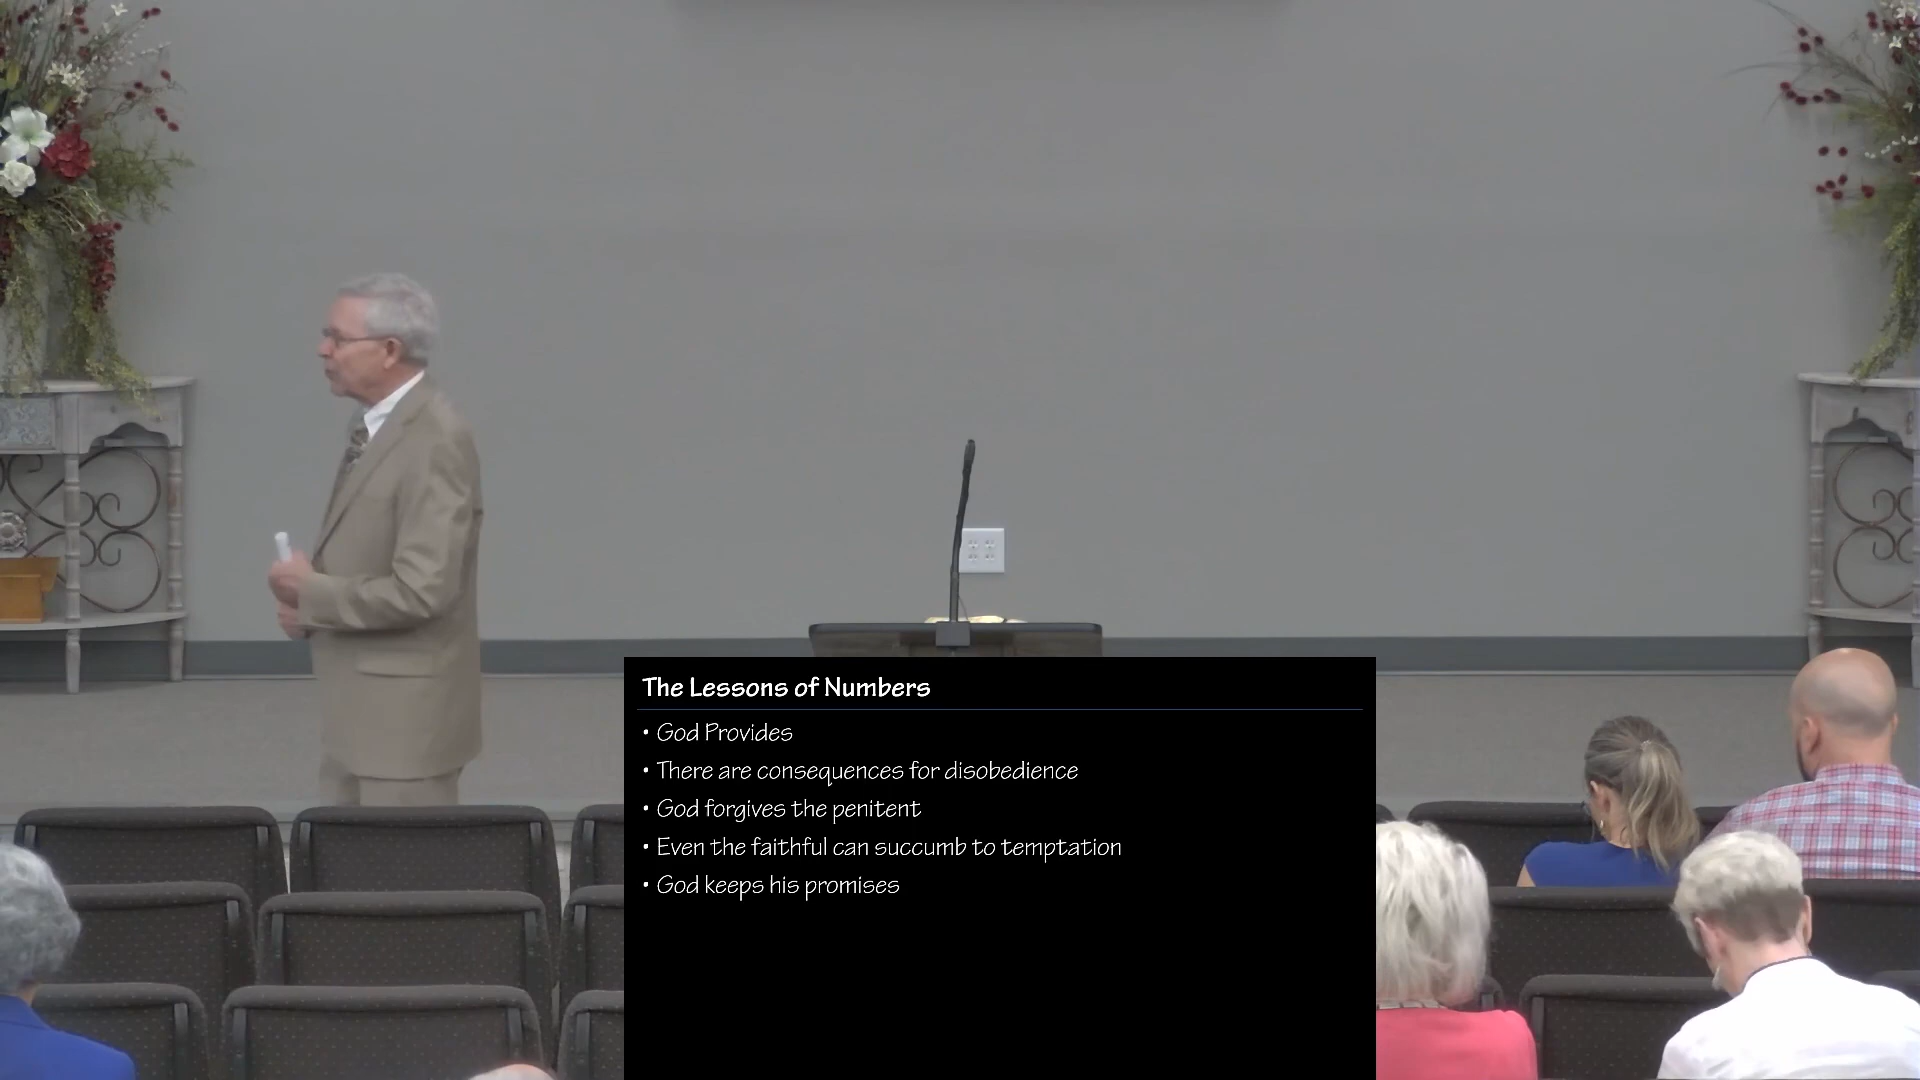 The Lessons of Numbers
• God Provides
• There are consequences for disobedience
• God forgives the penitent
• Even the faithful can succumb to temptation
• God keeps his promises